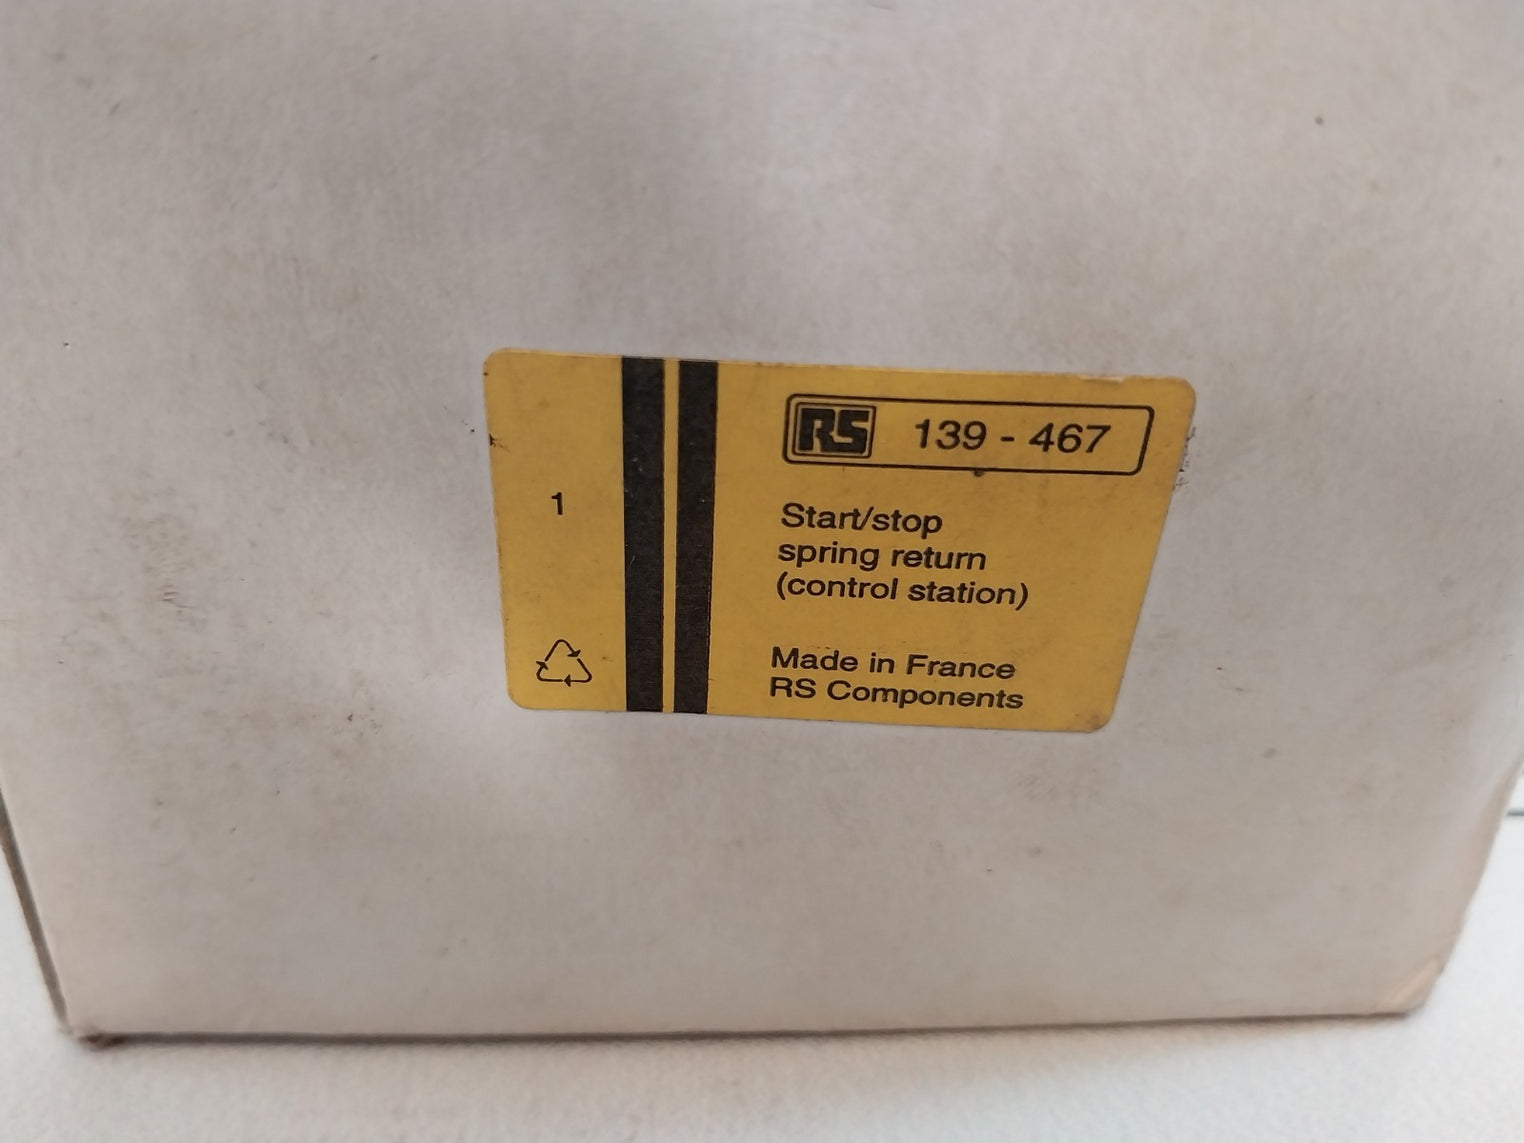 RS 139 - 467
1
Start/stop
spring return
(control station)
Made in France
RS Components